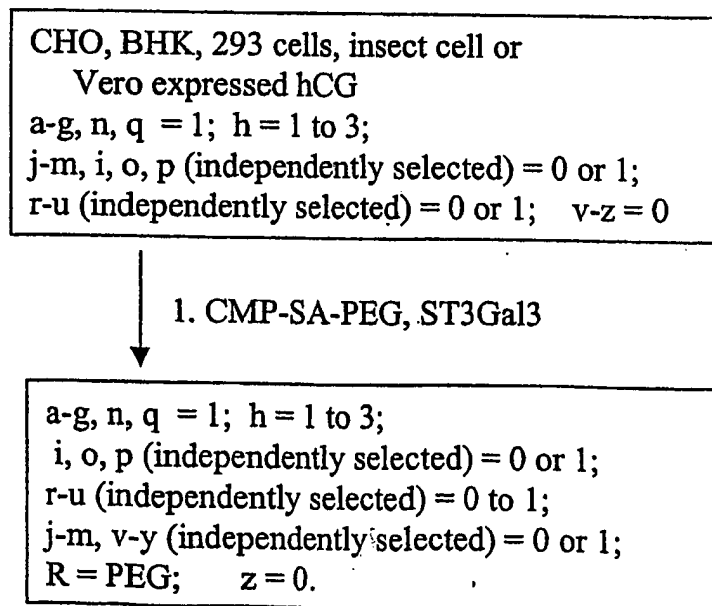 CHO, BHK, 293 cells, insect cell or
Vero expressed hCG
a-g, n, q = 1; h = 1 to 3;
j-m, i, o, p (independently selected) = 0 or 1;
r-u (independently selected) = 0 or 1; v-z = 0
1. CMP-SA-PEG, ST3Gal3
a-g, n, q = 1; h = 1 to 3;
i, o, p (independently selected) = 0 or 1;
r-u (independently selected) = 0 to 1;
j-m, v-y (independently selected) = 0 or 1;
R = PEG; z = 0.